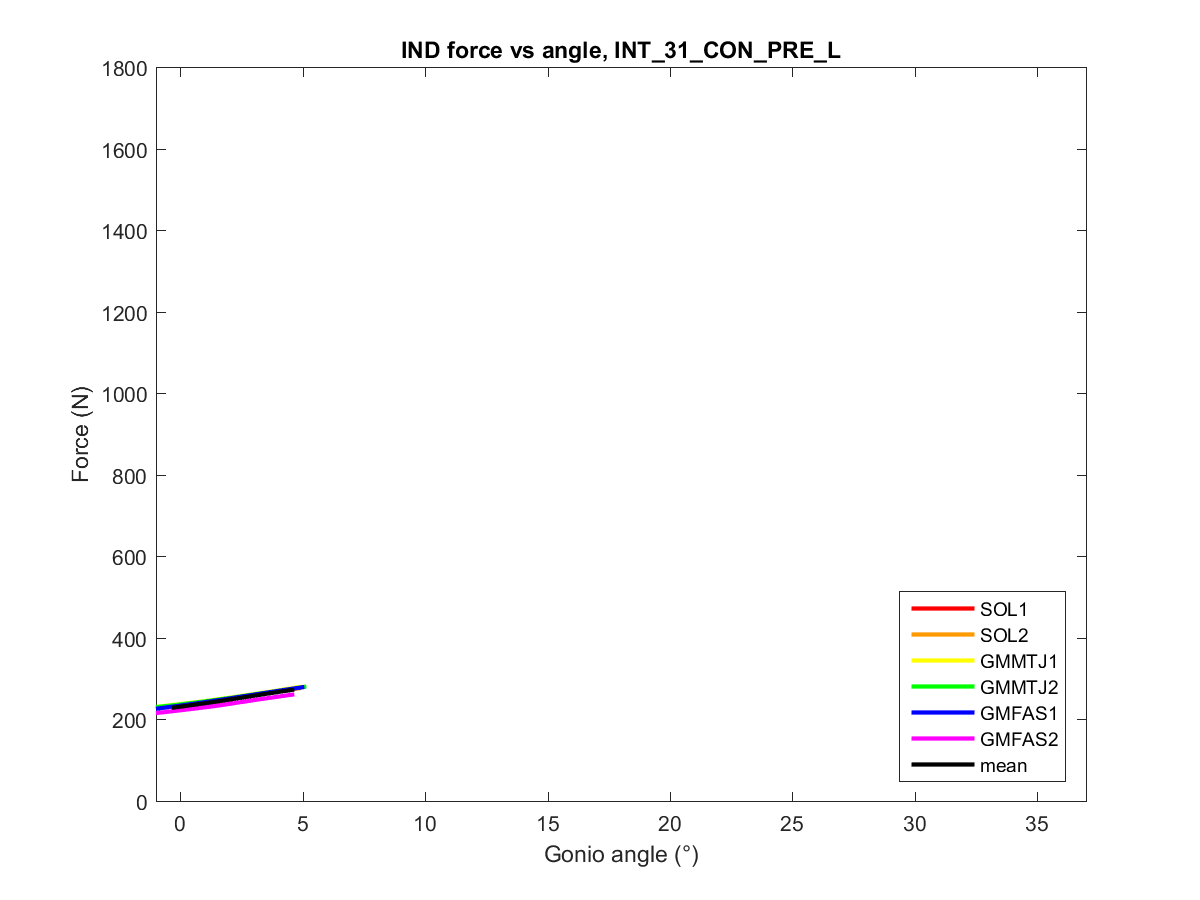 IND force vs angle, INT_31_CON_PRE_L
1800
1600
1400
1200
1000
800
600
400
200
0
Force (N)
0 5 10 15 20 25 30 35
Gonio angle (°)
SOL1
SOL2
GMMTJ1
GMMTJ2
GMFAS1
GMFAS2
mean